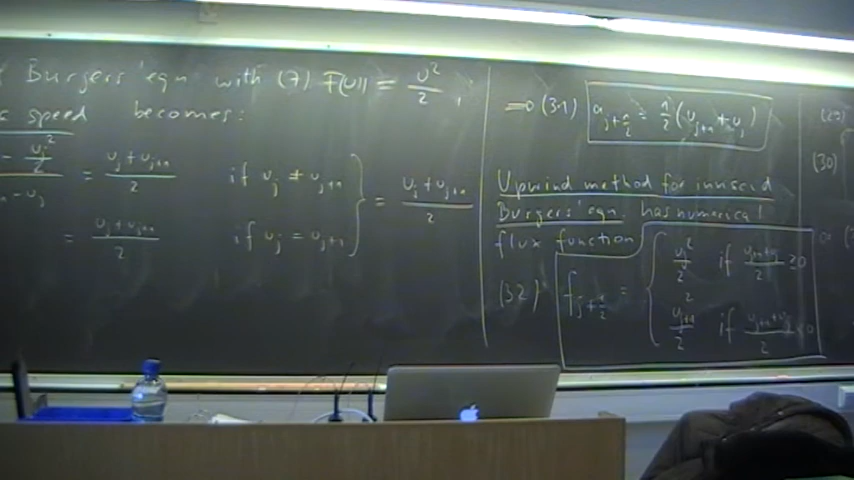 Burgers' eqn with (7) F(u) = u²/2,
speed becomes:
= (u_j + u_{j+1})/2 if u_j ≠ u_{j+1}
= (u_j + u_{j+1})/2 if u_j = u_{j+1}
} = (u_j + u_{j+1})/2
⇒ (31) a_{j+1/2} = 1/2 (u_{j+1} + u_j)
Upwind method for inviscid
Burgers' eqn. has numerical
flux function
(32) f_{j+1/2} = { u_j²/2 if (u_{j+1}+u_j)/2 ≥ 0
u_{j+1}²/2 if (u_{j+1}+u_j)/2 < 0
(29)
(30)